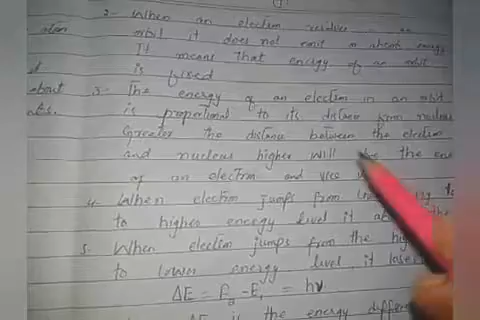 2- When an electron revolves in an
orbit it does not emit or absorb energy
It means that energy of an orbit
is fixed
about 3- The energy of an electron in an orbit
is proportional to its distance from nucleus
Greater the distance between the electron
and nucleus higher will be the
of an electron and vice
4- When electron jumps from
to higher energy level it
5- When electron jumps from the
to lower energy level, it
ΔE = E₂ - E₁ = hν
ΔE is the energy